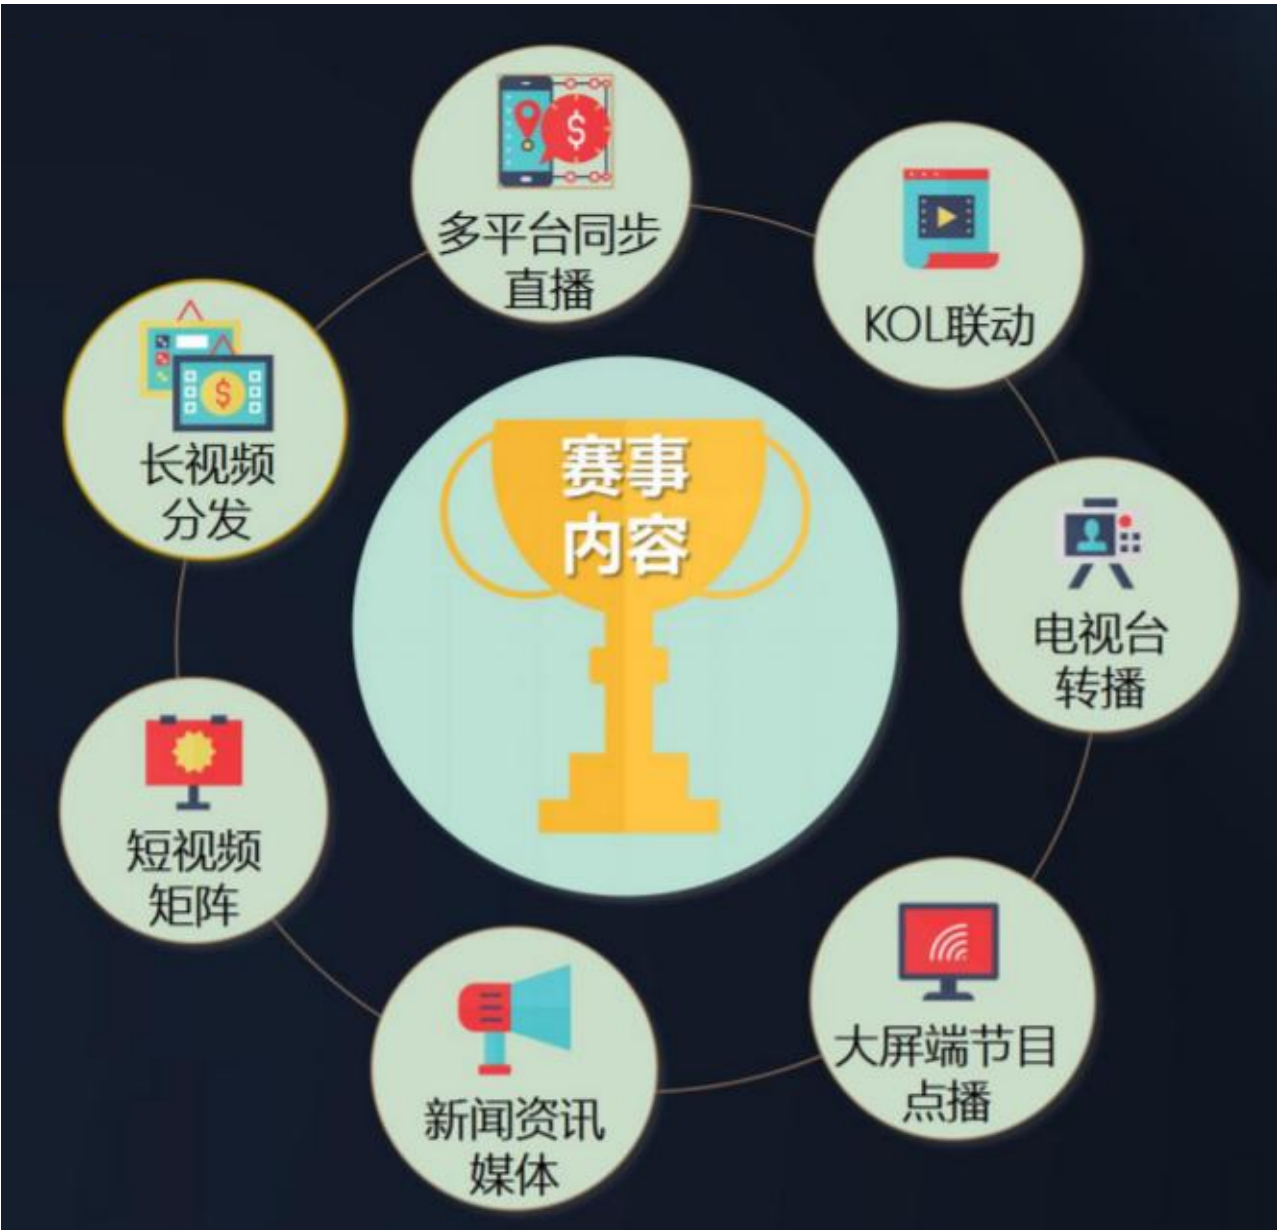 多平台同步
直播
KOL联动
长视频
分发
赛事
内容
电视台
转播
短视频
矩阵
大屏端节目
点播
新闻资讯
媒体